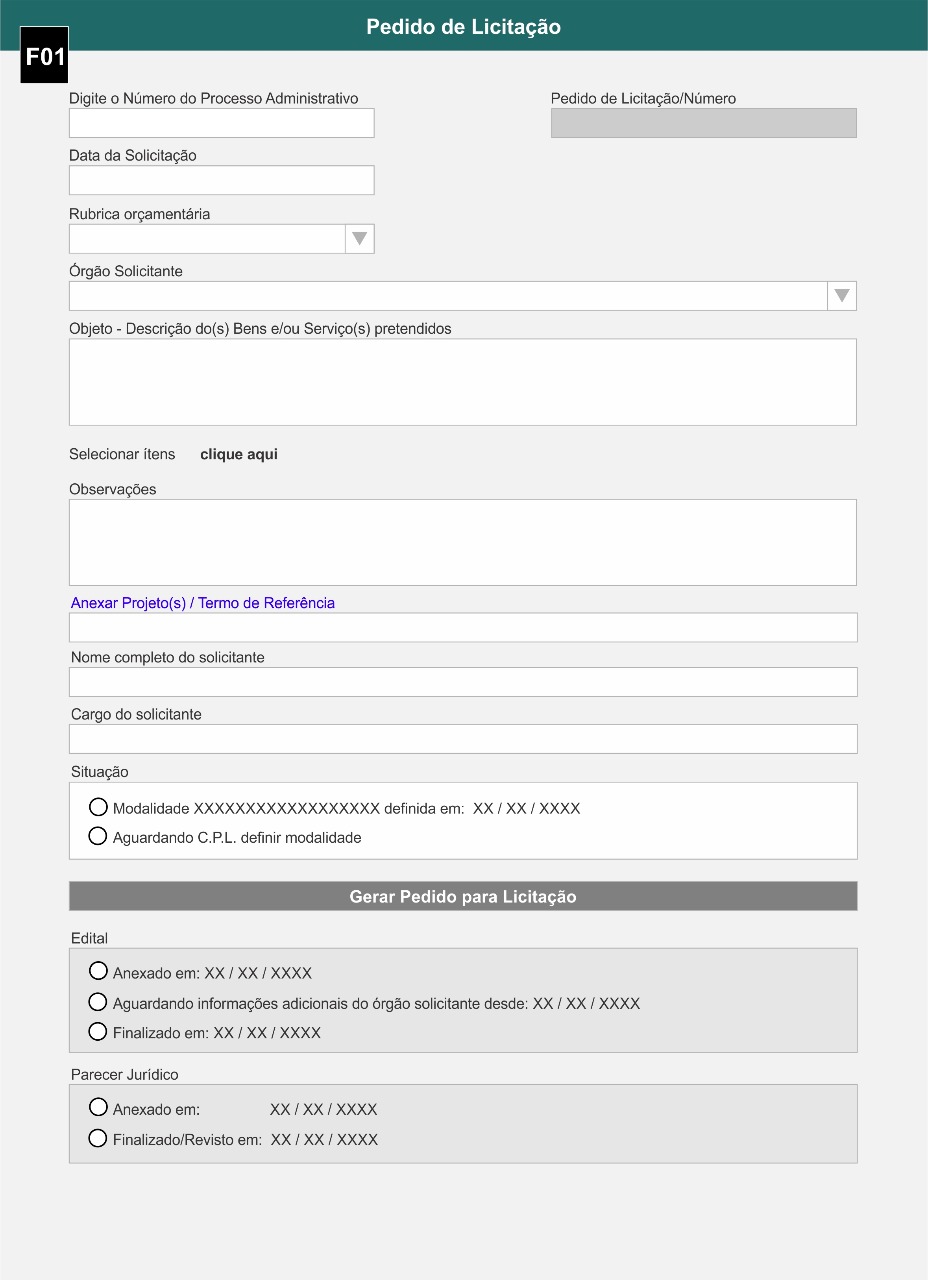 Pedido de Licitação
F01
Digite o Número do Processo Administrativo
Pedido de Licitação/Número
Data da Solicitação
Rubrica orçamentária
Órgão Solicitante
Objeto - Descrição do(s) Bens e/ou Serviço(s) pretendidos
Selecionar ítens clique aqui
Observações
Anexar Projeto(s) / Termo de Referência
Nome completo do solicitante
Cargo do solicitante
Situação
Modalidade XXXXXXXXXXXXXXXXXX definida em: XX / XX / XXXX
Aguardando C.P.L. definir modalidade
Gerar Pedido para Licitação
Edital
Anexado em: XX / XX / XXXX
Aguardando informações adicionais do órgão solicitante desde: XX / XX / XXXX
Finalizado em: XX / XX / XXXX
Parecer Jurídico
Anexado em: XX / XX / XXXX
Finalizado/Revisto em: XX / XX / XXXX